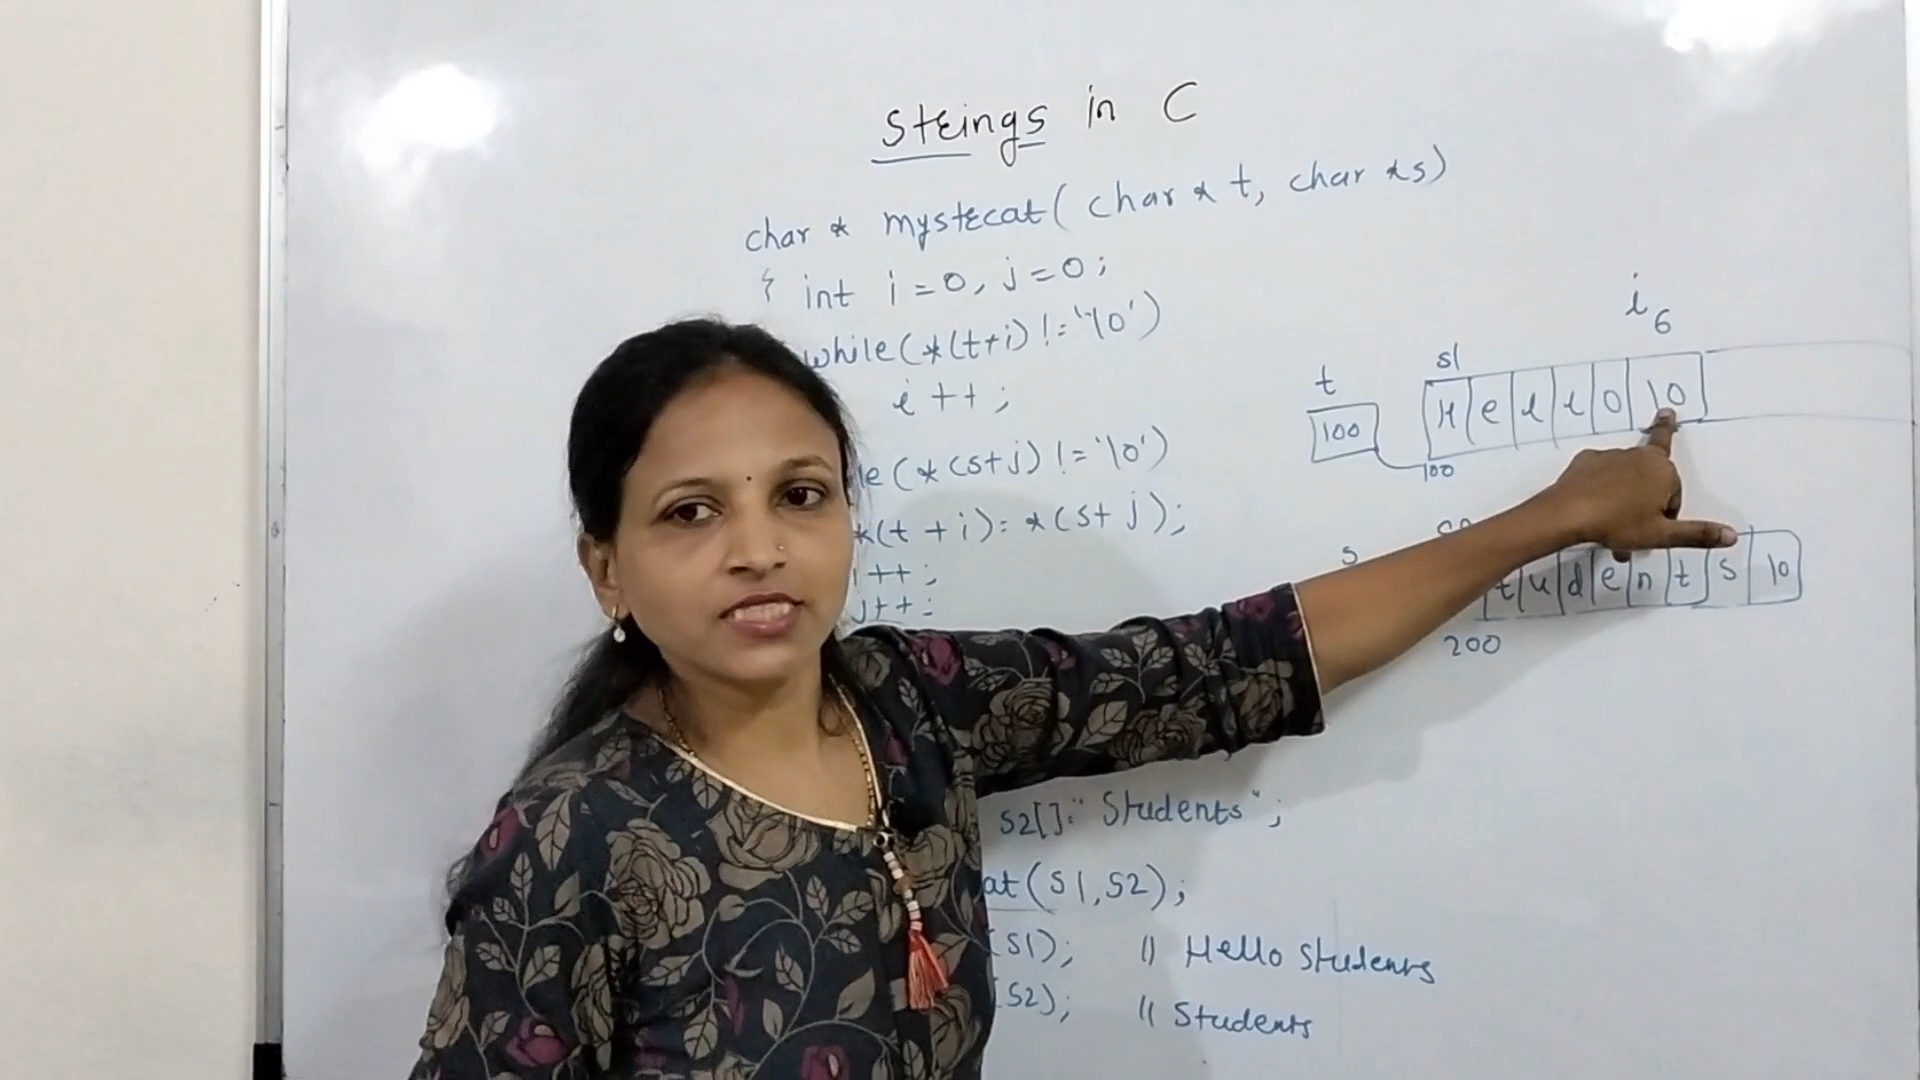 Strings in C
char * mystrcat( char * t, char *s)
{ int i=0, j=0;
while(*(t+i) != '\0')
i++;
le(*(s+j) != '\0')
*(t+i)= *(s+j);
i++;
j++;
i 6
t s1
100 H e l l o \0
100
s
t u d e n t s \0
200
s2[]="Students";
at(S1,S2);
(S1); // Hello Students
(S2); // Students